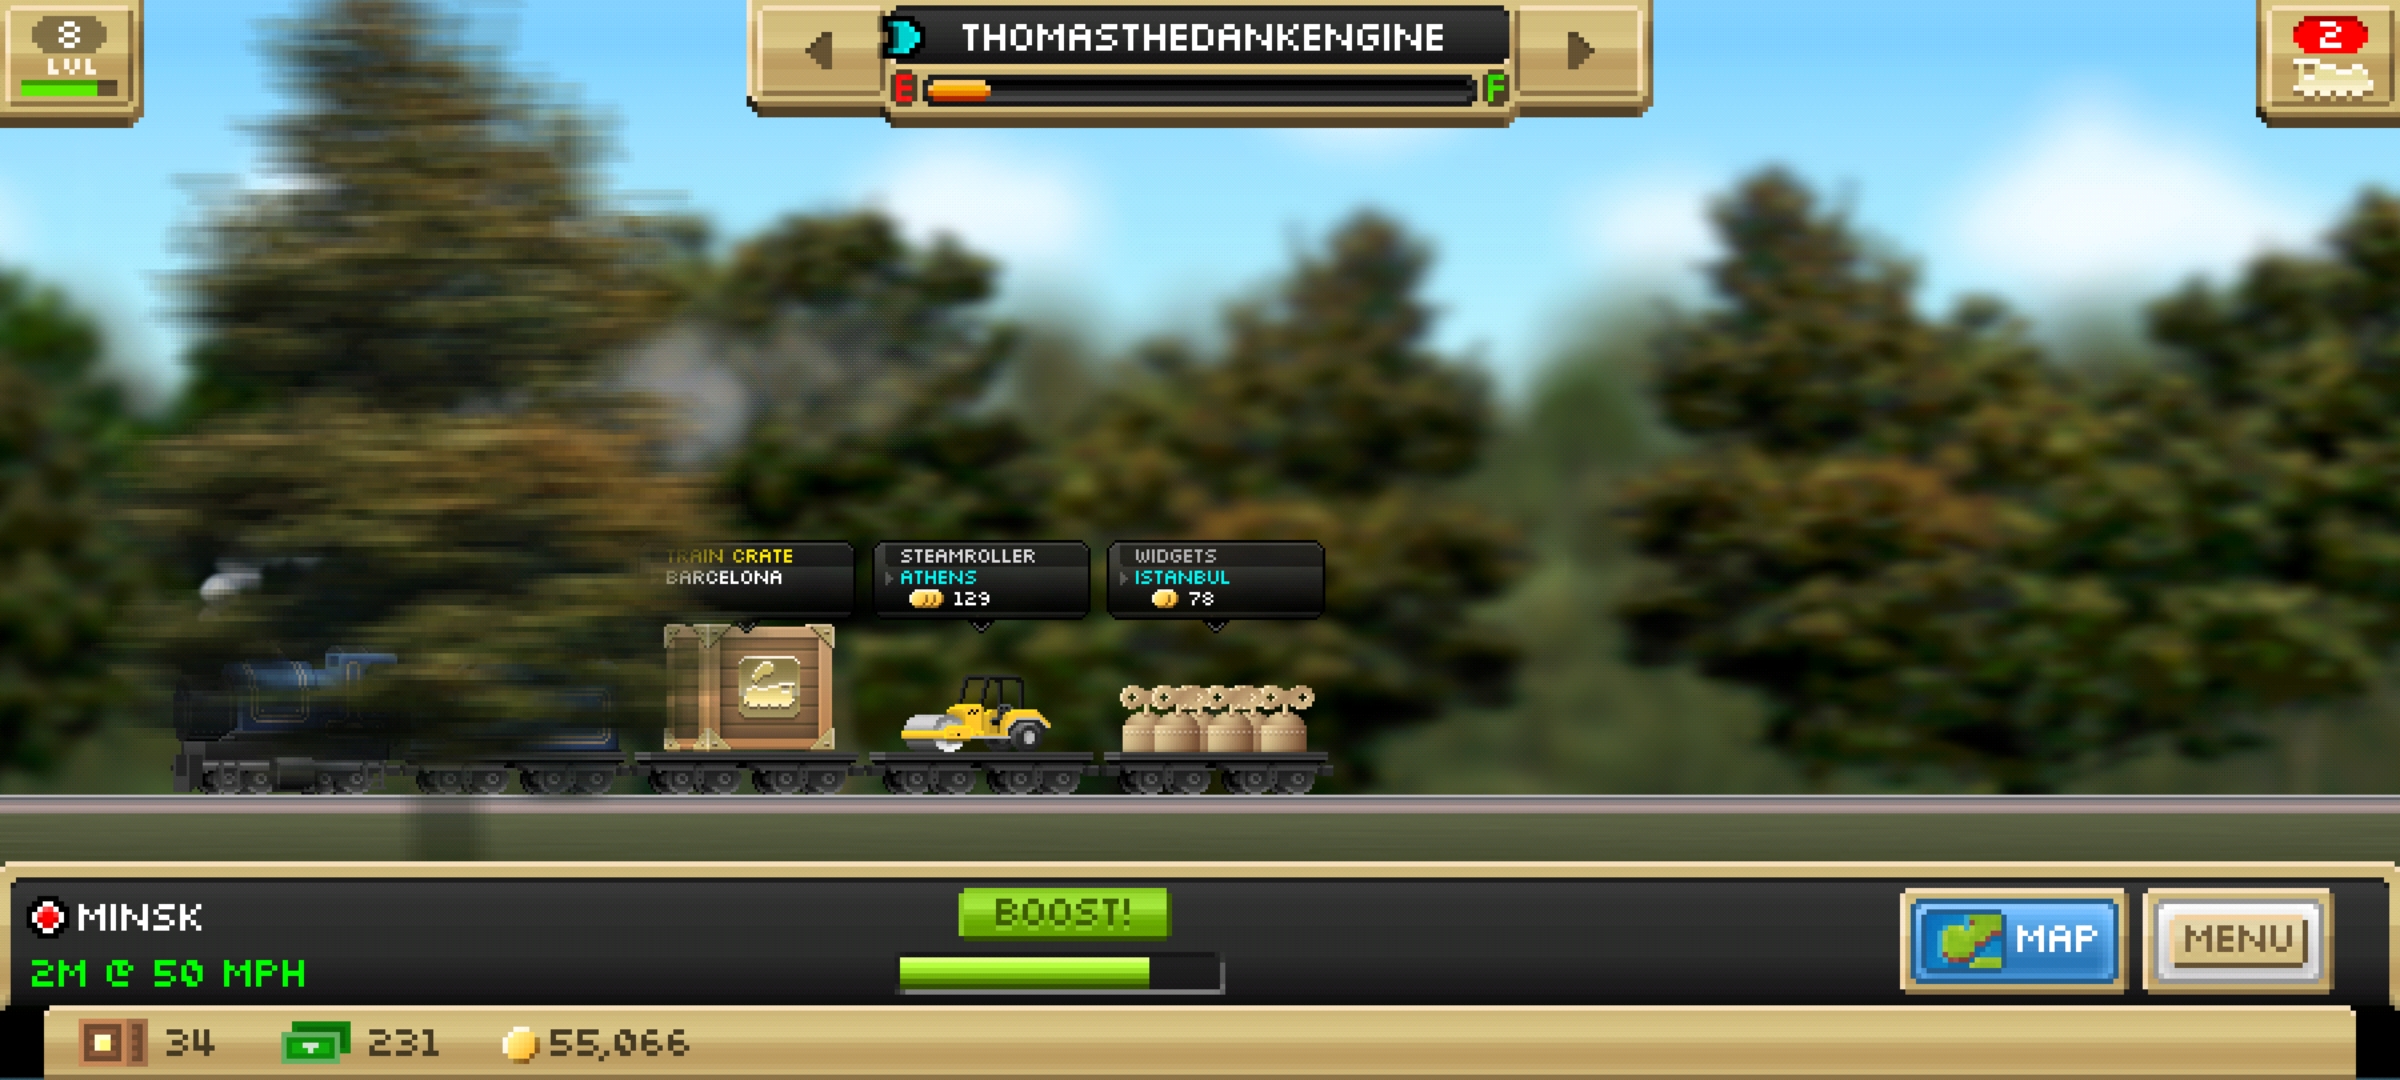 8
LVL
THOMASTHEDANKENGINE
E F
2
TRAIN CRATE
BARCELONA
STEAMROLLER
ATHENS
129
WIDGETS
ISTANBUL
78
MINSK
2M @ 50 MPH
BOOST!
MAP
MENU
34
231
55,066